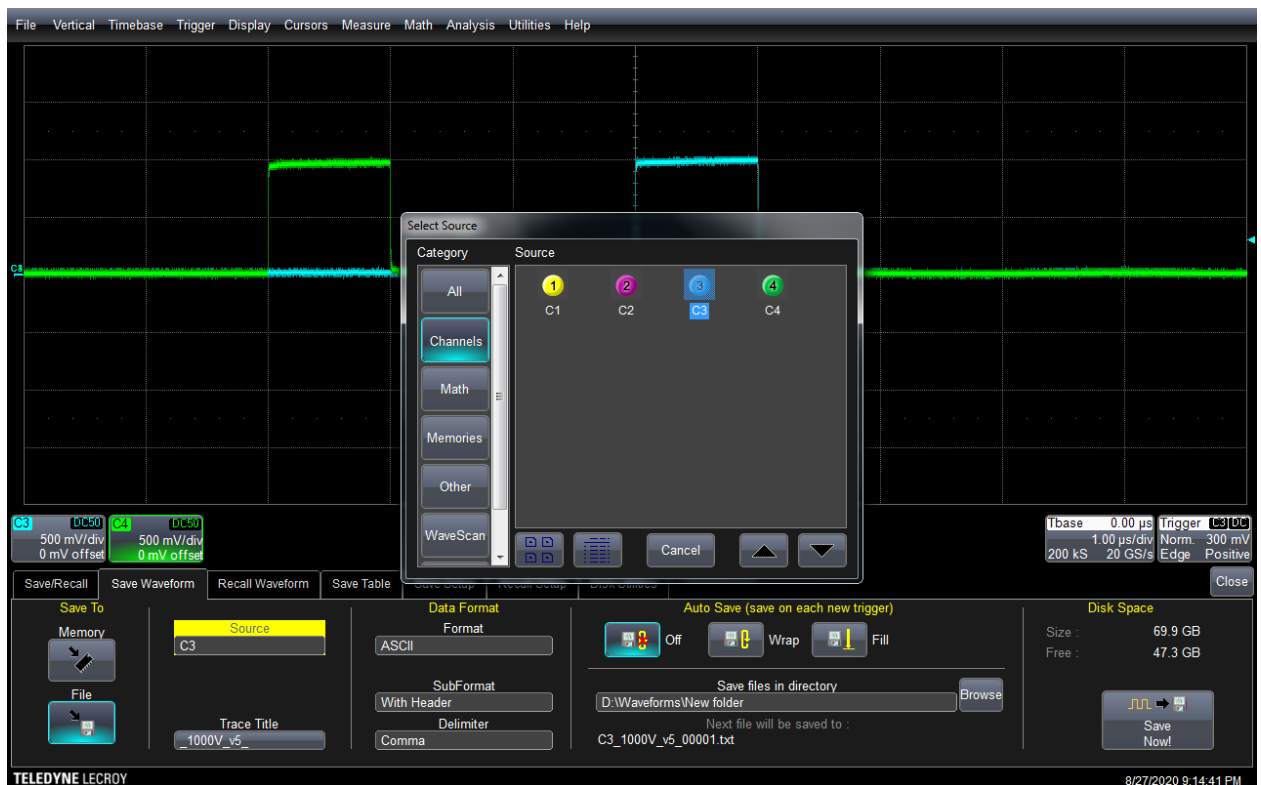 File Vertical Timebase Trigger Display Cursors Measure Math Analysis Utilities Help
Select Source
Category Source
All
Channels
Math
Memories
Other
WaveScan
1 2 3 4
C1 C2 C3 C4
Cancel
C3
C3 DC50 C4 DC50
500 mV/div 500 mV/div
0 mV offset 0 mV offset
Tbase 0.00 µs Trigger C3 DC
1.00 µs/div Norm. 300 mV
200 kS 20 GS/s Edge Positive
Save/Recall Save Waveform Recall Waveform Save Table Save Setup Recall Setup Disk Utilities Close
Save To
Memory
File
Source
C3
Trace Title
_1000V_v5_
Data Format
Format
ASCII
SubFormat
With Header
Delimiter
Comma
Auto Save (save on each new trigger)
Off Wrap Fill
Save files in directory
D:\Waveforms\New folder Browse
Next file will be saved to :
C3_1000V_v5_00001.txt
Disk Space
Size : 69.9 GB
Free : 47.3 GB
Save
Now!
TELEDYNE LECROY 8/27/2020 9:14:41 PM